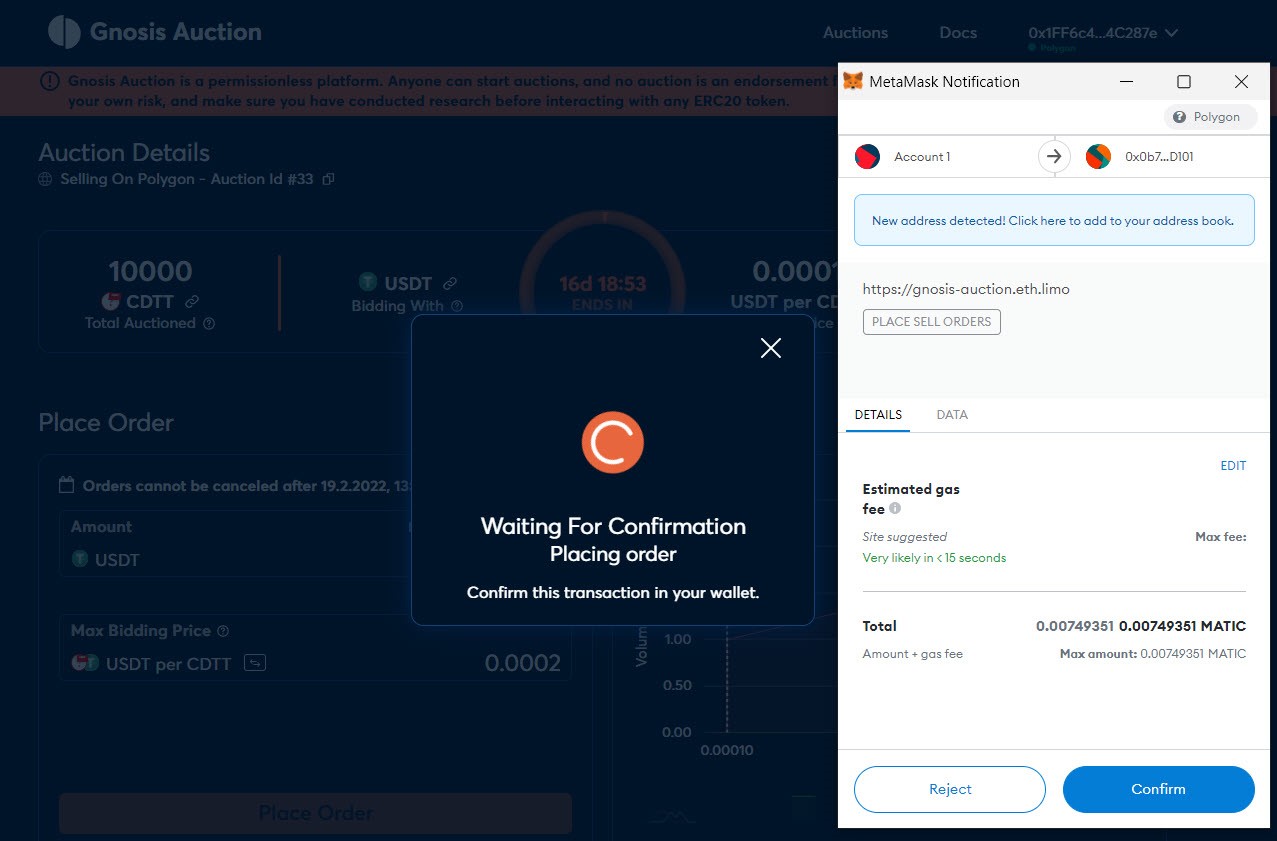 Gnosis Auction
Auctions
Docs
0x1FF6c4...4C287e
Polygon
Gnosis Auction is a permissionless platform. Anyone can start auctions, and no auction is an endorsement
your own risk, and make sure you have conducted research before interacting with any ERC20 token.
Auction Details
Selling On Polygon - Auction Id #33
10000
CDTT
Total Auctioned
USDT
Bidding With
16d 18:53
ENDS IN
0.0001
USDT per CD
Place Order
Orders cannot be canceled after 19.2.2022, 13:
Amount
USDT
Max Bidding Price
USDT per CDTT
0.0002
Place Order
Volum
1.00
0.50
0.00
0.00010
Waiting For Confirmation
Placing order
Confirm this transaction in your wallet.
MetaMask Notification
Polygon
Account 1
0x0b7...D101
New address detected! Click here to add to your address book.
https://gnosis-auction.eth.limo
PLACE SELL ORDERS
DETAILS
DATA
EDIT
Estimated gas
fee
Site suggested
Max fee:
Very likely in < 15 seconds
Total
0.00749351 0.00749351 MATIC
Amount + gas fee
Max amount: 0.00749351 MATIC
Reject
Confirm